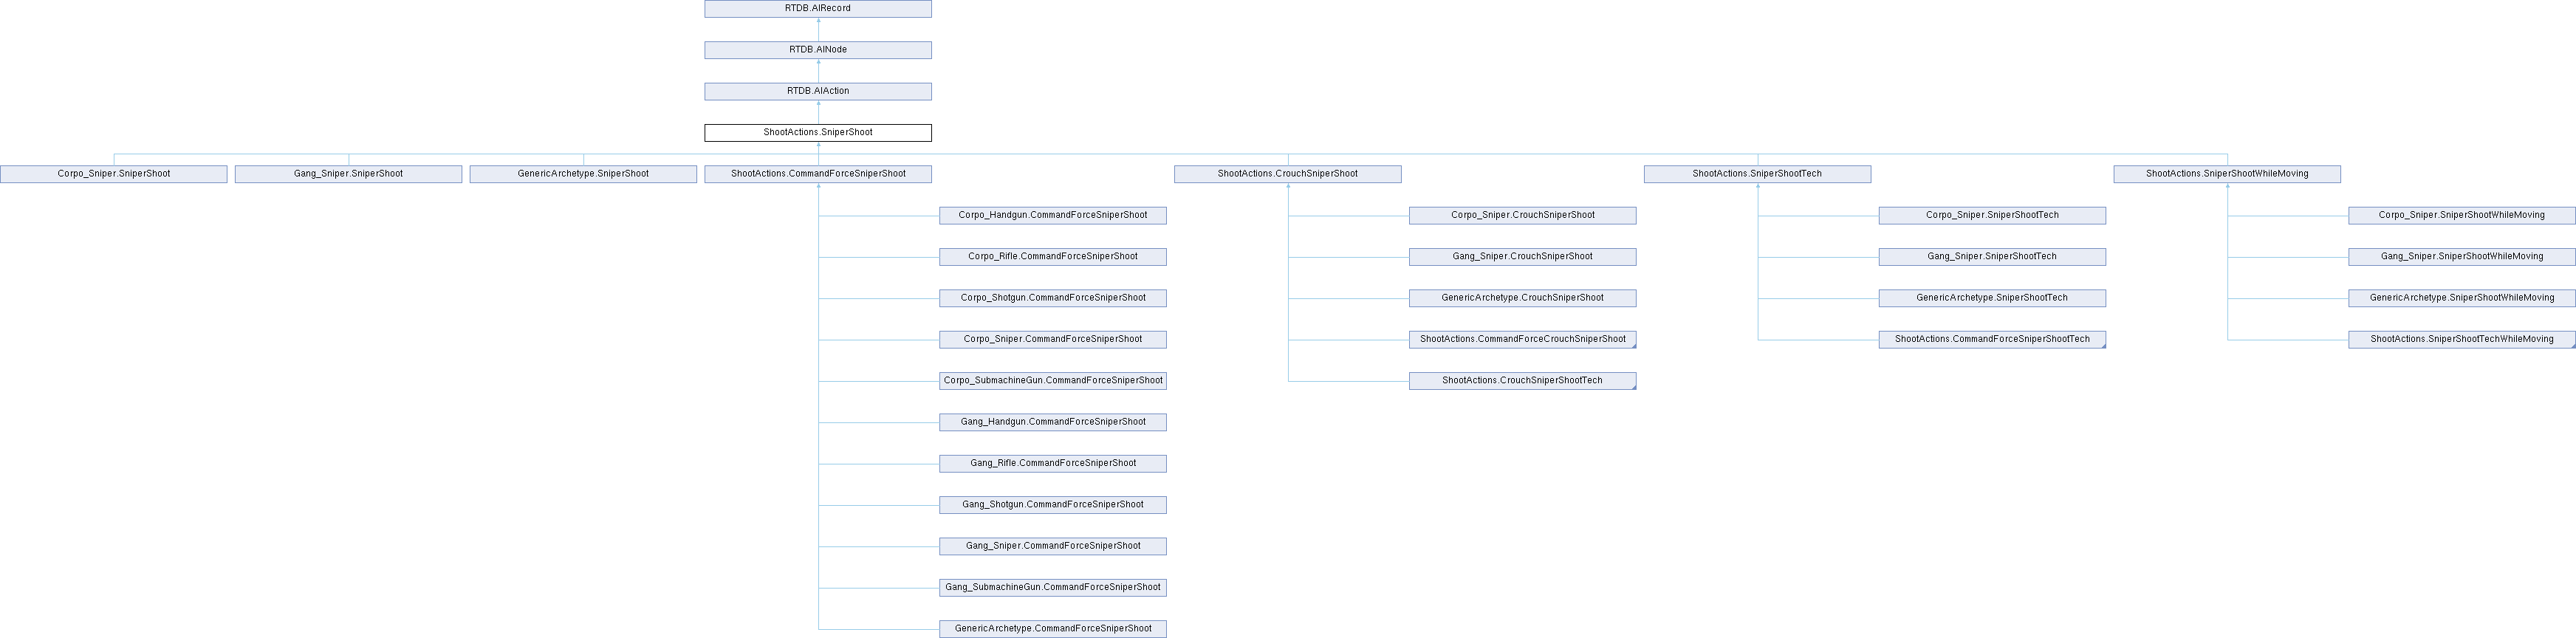 RTDB.AIRecord
RTDB.AINode
RTDB.AIAction
ShootActions.SniperShoot
Corpo_Sniper.SniperShoot
Gang_Sniper.SniperShoot
GenericArchetype.SniperShoot
ShootActions.CommandForceSniperShoot
ShootActions.CrouchSniperShoot
ShootActions.SniperShootTech
ShootActions.SniperShootWhileMoving
Corpo_Handgun.CommandForceSniperShoot
Corpo_Sniper.CrouchSniperShoot
Corpo_Sniper.SniperShootTech
Corpo_Sniper.SniperShootWhileMoving
Corpo_Rifle.CommandForceSniperShoot
Gang_Sniper.CrouchSniperShoot
Gang_Sniper.SniperShootTech
Gang_Sniper.SniperShootWhileMoving
Corpo_Shotgun.CommandForceSniperShoot
GenericArchetype.CrouchSniperShoot
GenericArchetype.SniperShootTech
GenericArchetype.SniperShootWhileMoving
Corpo_Sniper.CommandForceSniperShoot
ShootActions.CommandForceCrouchSniperShoot
ShootActions.CommandForceSniperShootTech
ShootActions.SniperShootTechWhileMoving
Corpo_SubmachineGun.CommandForceSniperShoot
ShootActions.CrouchSniperShootTech
Gang_Handgun.CommandForceSniperShoot
Gang_Rifle.CommandForceSniperShoot
Gang_Shotgun.CommandForceSniperShoot
Gang_Sniper.CommandForceSniperShoot
Gang_SubmachineGun.CommandForceSniperShoot
GenericArchetype.CommandForceSniperShoot